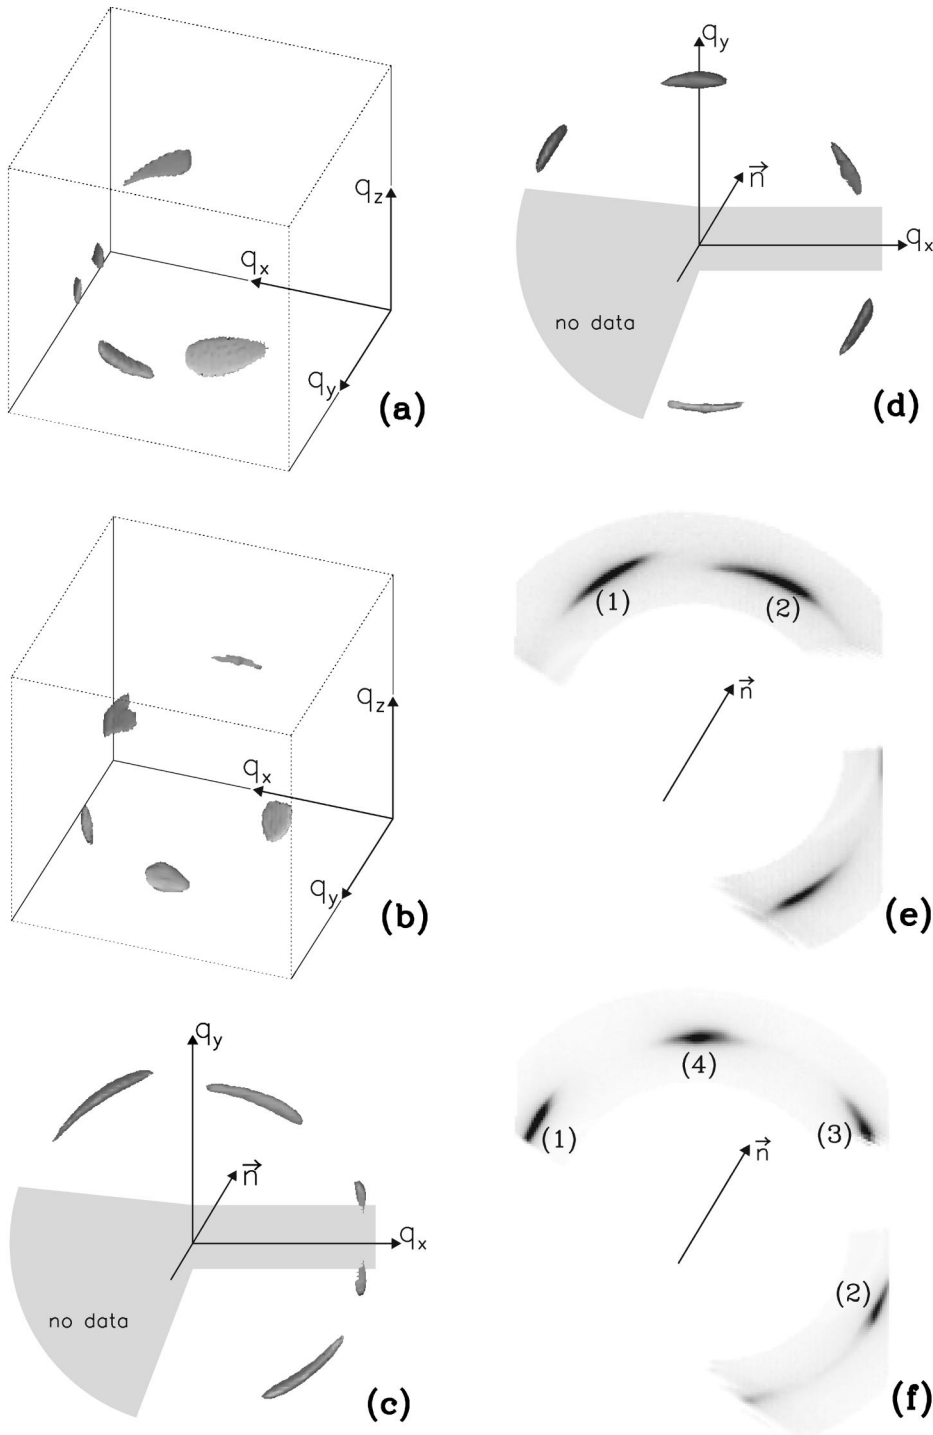 q_z
q_x
q_y
(a)
q_z
q_x
q_y
(b)
q_y
n⃗
q_x
no data
(c)
q_y
n⃗
q_x
no data
(d)
(1)
(2)
n⃗
(e)
(4)
(1)
(3)
n⃗
(2)
(f)